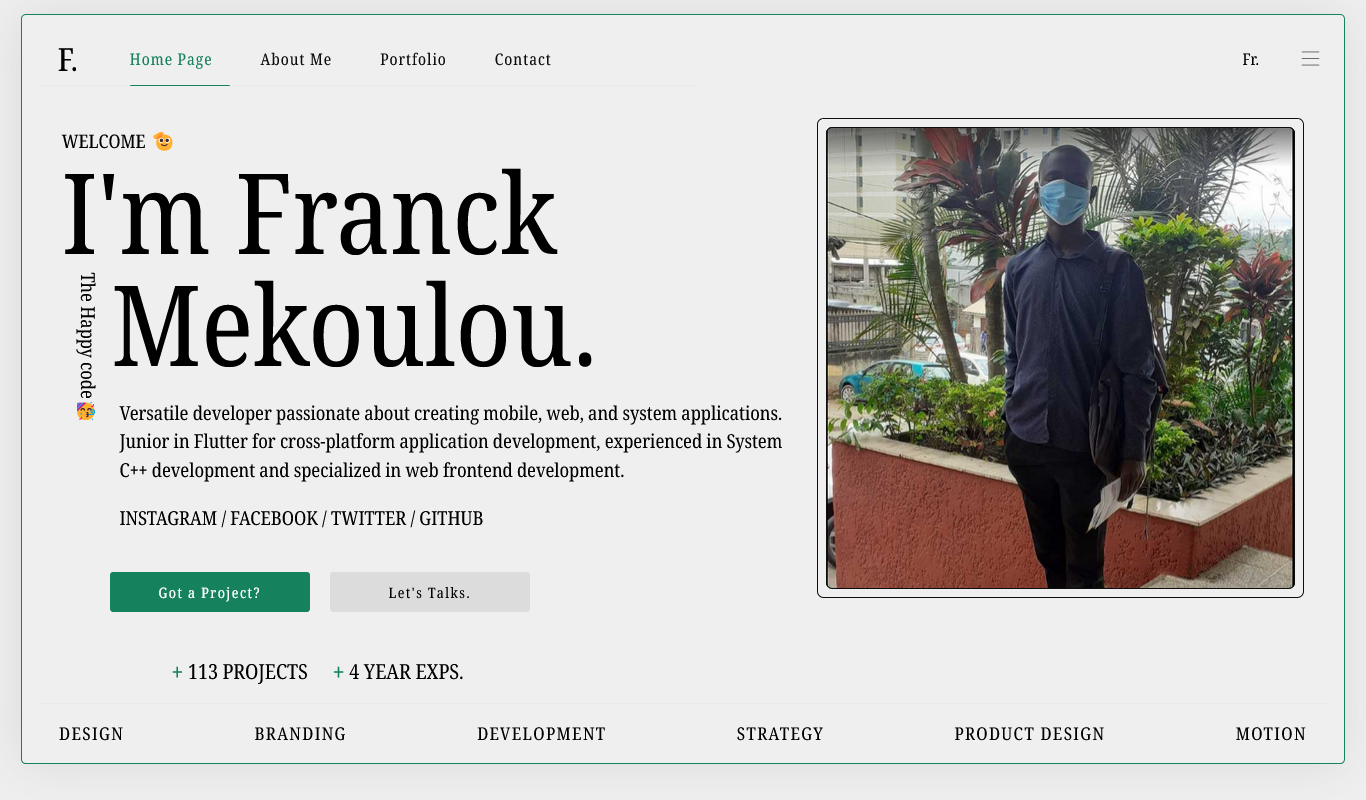 F.
Home Page
About Me
Portfolio
Contact
Fr.
WELCOME
I'm Franck
Mekoulou.
The Happy code
Versatile developer passionate about creating mobile, web, and system applications.
Junior in Flutter for cross-platform application development, experienced in System
C++ development and specialized in web frontend development.
INSTAGRAM / FACEBOOK / TWITTER / GITHUB
Got a Project?
Let's Talks.
+ 113 PROJECTS
+ 4 YEAR EXPS.
DESIGN
BRANDING
DEVELOPMENT
STRATEGY
PRODUCT DESIGN
MOTION